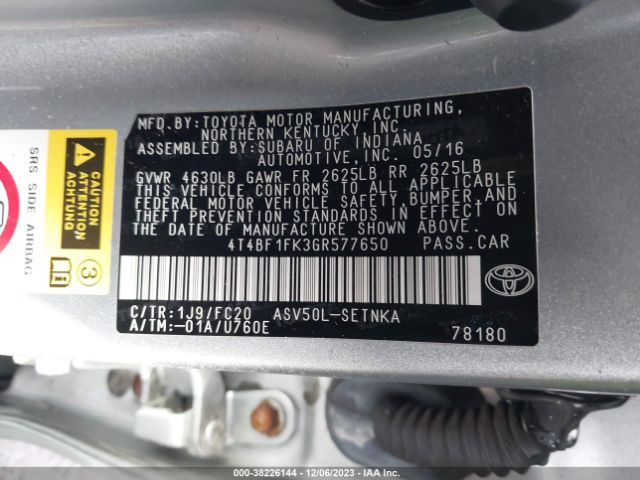 MFD.BY:TOYOTA MOTOR MANUFACTURING,
NORTHERN KENTUCKY,INC.
ASSEMBLED BY:SUBARU OF INDIANA
AUTOMOTIVE,INC. 05/16
GVWR 4630LB GAWR FR 2625LB RR 2625LB
THIS VEHICLE CONFORMS TO ALL APPLICABLE
FEDERAL MOTOR VEHICLE SAFETY,BUMPER,AND
THEFT PREVENTION STANDARDS IN EFFECT ON
THE DATE OF MANUFACTURE SHOWN ABOVE.
4T4BF1FK3GR577650 PASS.CAR
C/TR:1J9/FC20 ASV50L-SETNKA
A/TM:-01A/U760E
78180
SRS SIDE AIRBAG
3
000-38226144 - 12/06/2023 - IAA Inc.